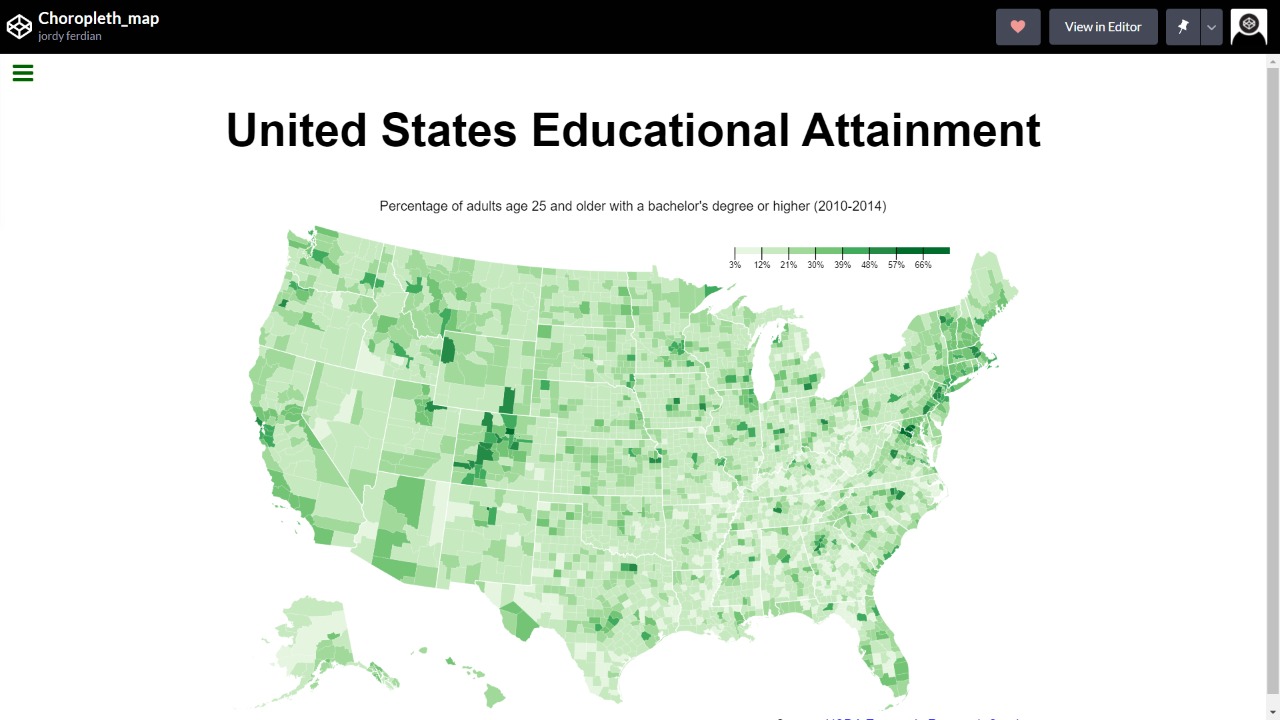 Choropleth_map
jordy ferdian
View in Editor
United States Educational Attainment
Percentage of adults age 25 and older with a bachelor's degree or higher (2010-2014)
3% 12% 21% 30% 39% 48% 57% 66%